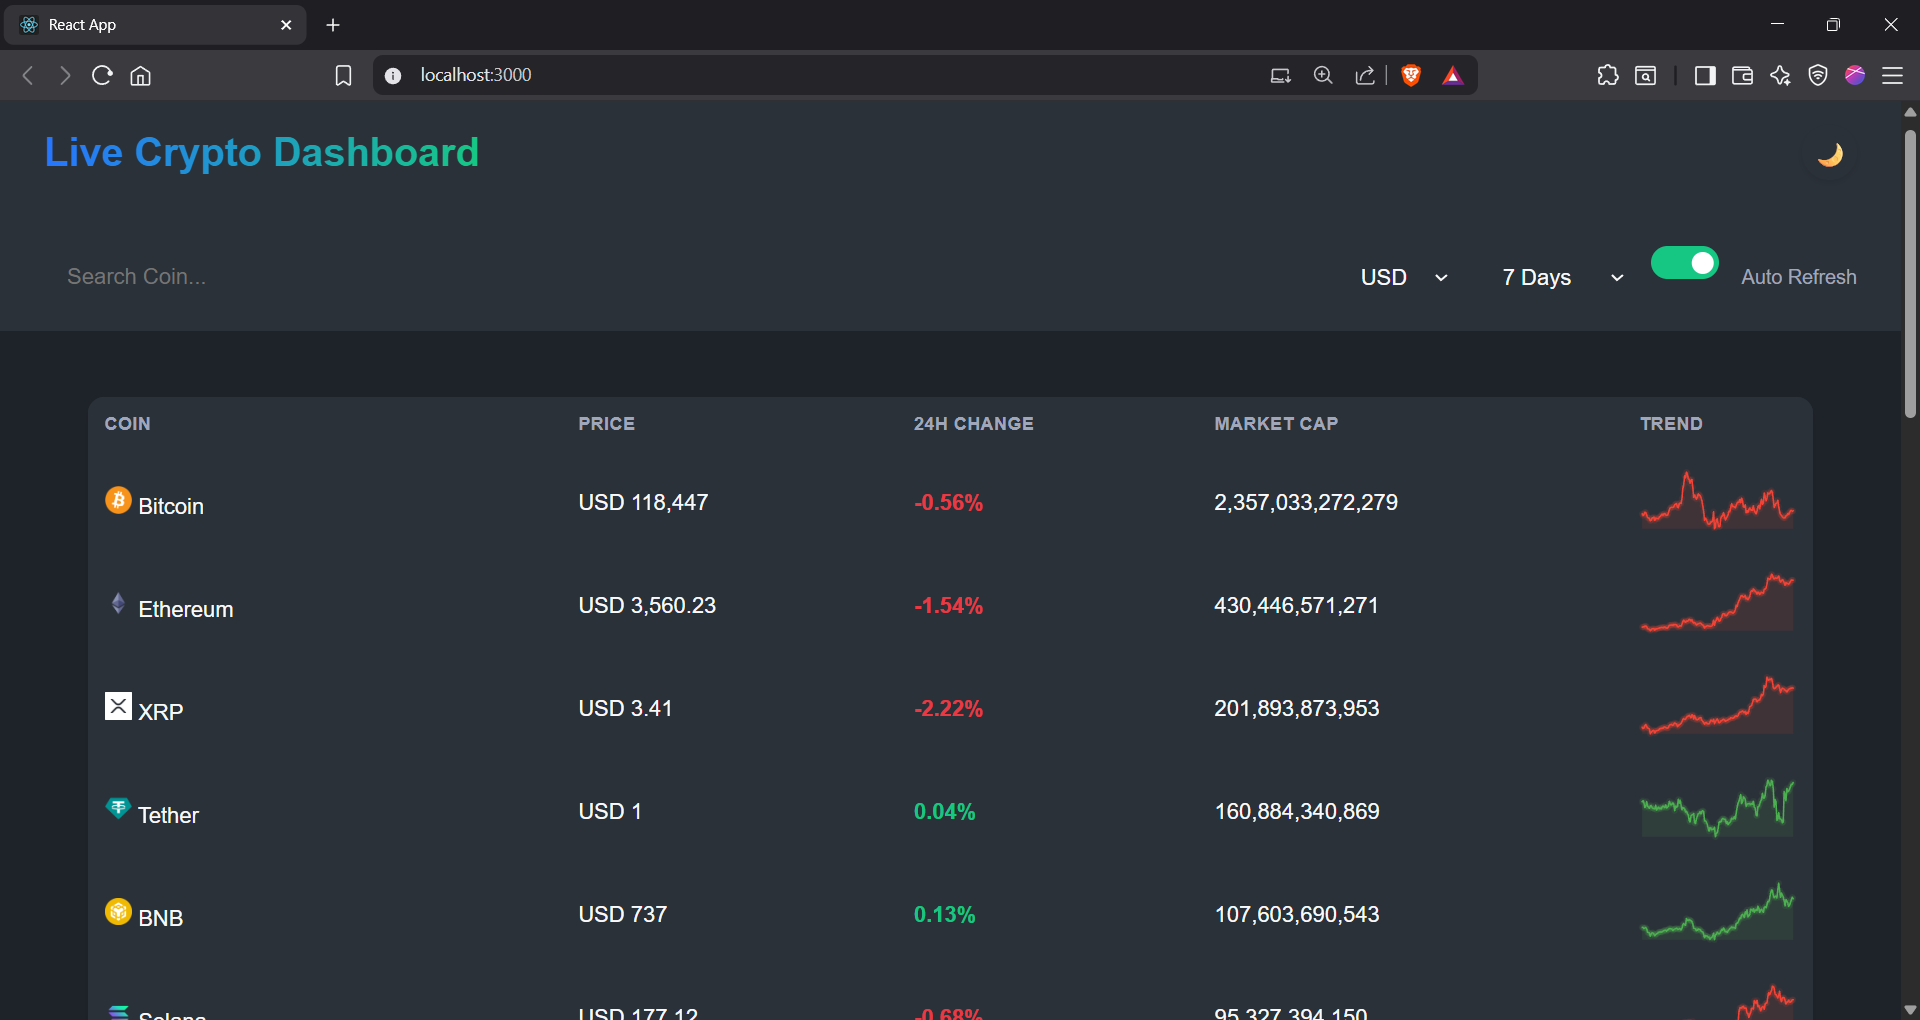 React App
localhost:3000
Live Crypto Dashboard
Search Coin...
USD 7 Days Auto Refresh
COIN PRICE 24H CHANGE MARKET CAP TREND
Bitcoin USD 118,447 -0.56% 2,357,033,272,279
Ethereum USD 3,560.23 -1.54% 430,446,571,271
XRP USD 3.41 -2.22% 201,893,873,953
Tether USD 1 0.04% 160,884,340,869
BNB USD 737 0.13% 107,603,690,543
Solana USD 177.12 -0.68% 95,327,394,150